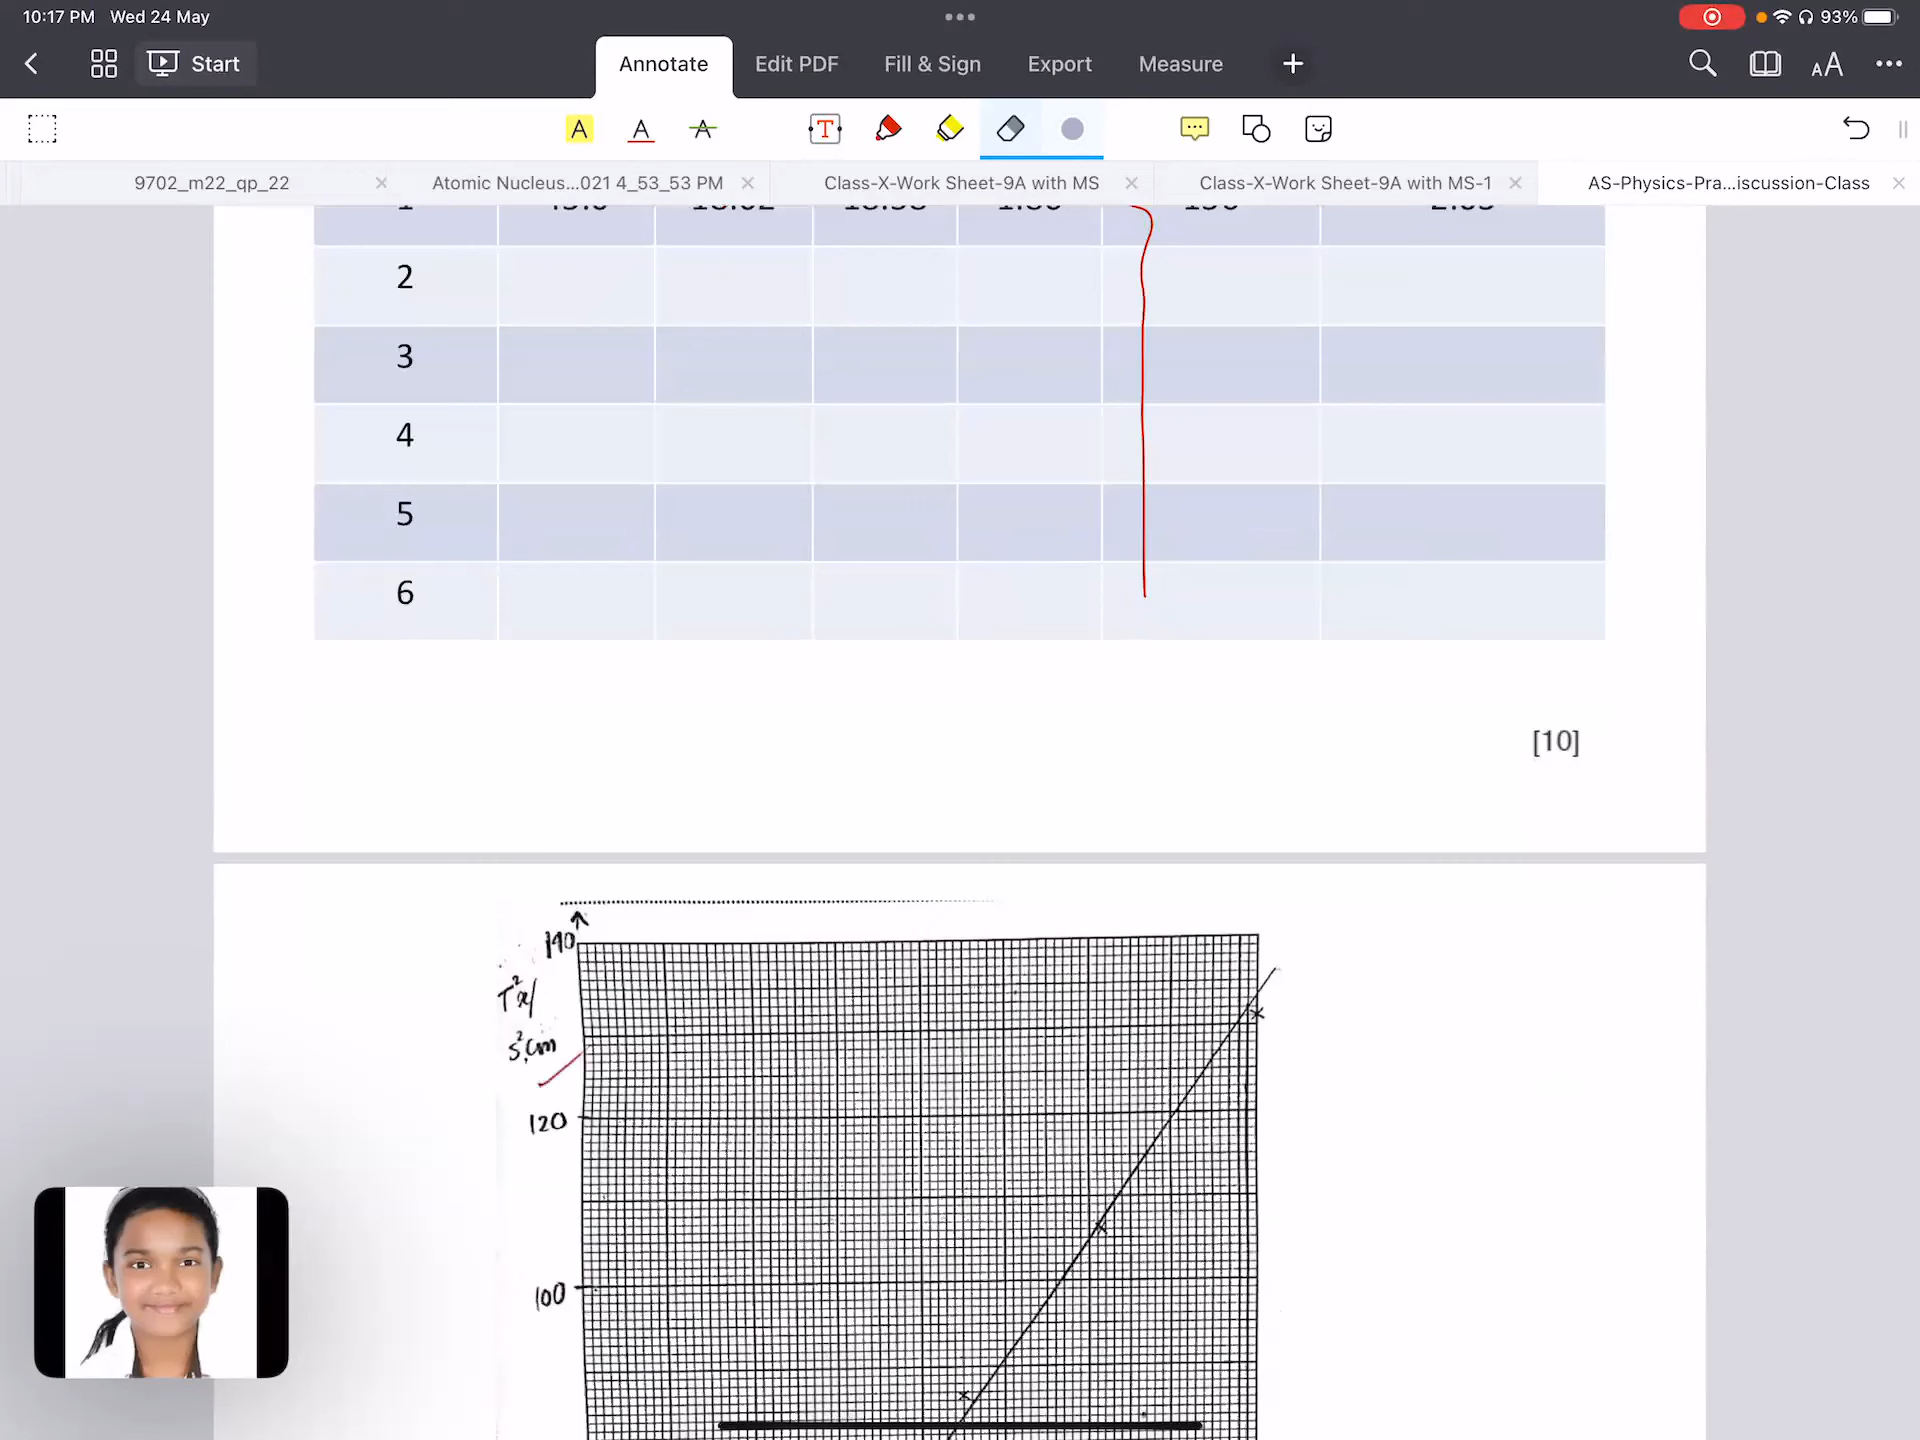 10:17 PM Wed 24 May
93%
Start
Annotate
Edit PDF
Fill & Sign
Export
Measure
9702_m22_qp_22
Atomic Nucleus...021 4_53_53 PM
Class-X-Work Sheet-9A with MS
Class-X-Work Sheet-9A with MS-1
AS-Physics-Pra...iscussion-Class
2
3
4
5
6
[10]
140
T²x/
s²cm
120
100